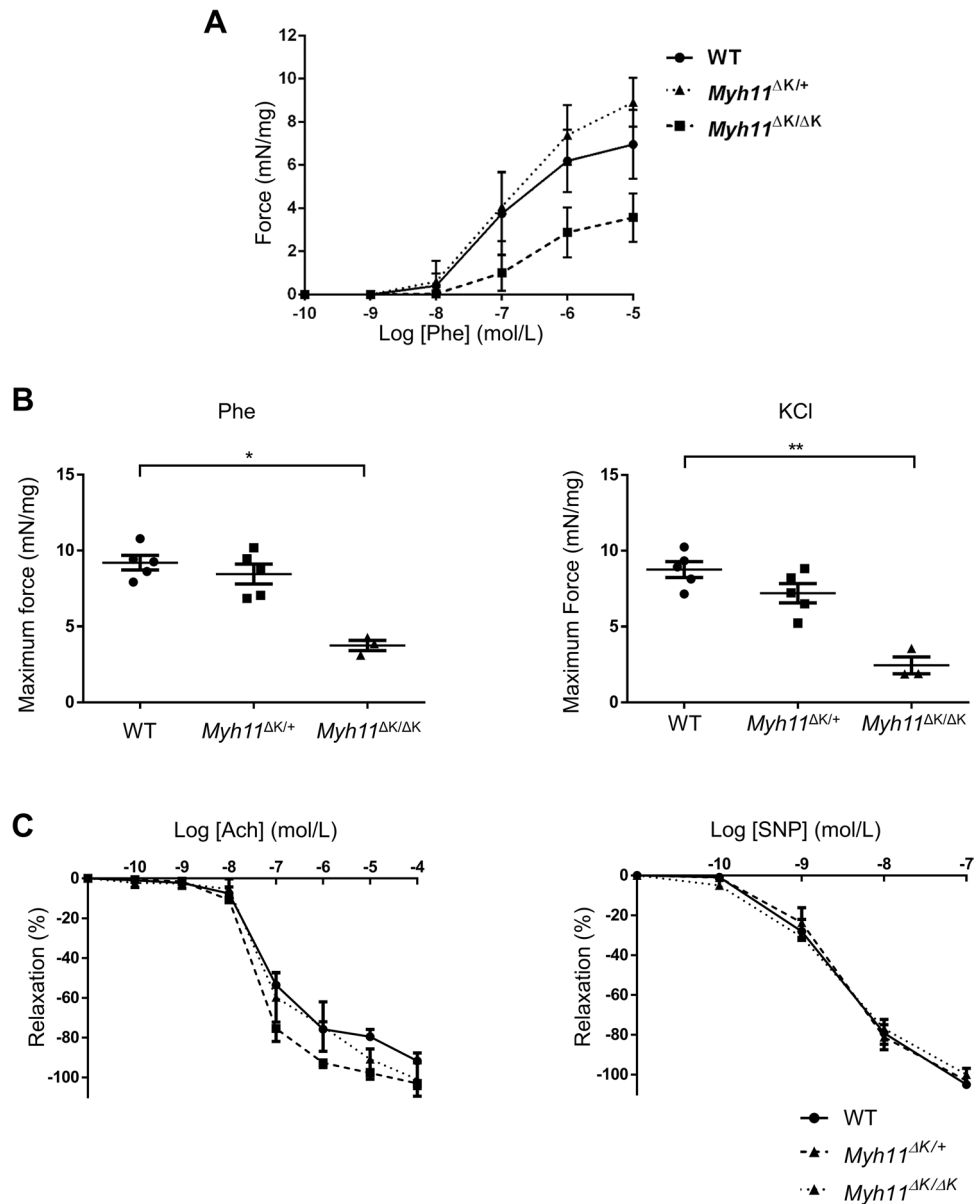 A
12
10
8
6
4
2
0
Force (mN/mg)
-10 -9 -8 -7 -6 -5
Log [Phe] (mol/L)
WT
Myh11ΔK/+
Myh11ΔK/ΔK
B
Phe
*
15
10
5
0
Maximum force (mN/mg)
WT Myh11ΔK/+ Myh11ΔK/ΔK
KCl
**
15
10
5
0
Maximum Force (mN/mg)
WT Myh11ΔK/+ Myh11ΔK/ΔK
C
Log [Ach] (mol/L)
-10 -9 -8 -7 -6 -5 -4
0
-20
-40
-60
-80
-100
Relaxation (%)
Log [SNP] (mol/L)
-10 -9 -8 -7
0
-20
-40
-60
-80
-100
Relaxation (%)
WT
Myh11ΔK/+
Myh11ΔK/ΔK